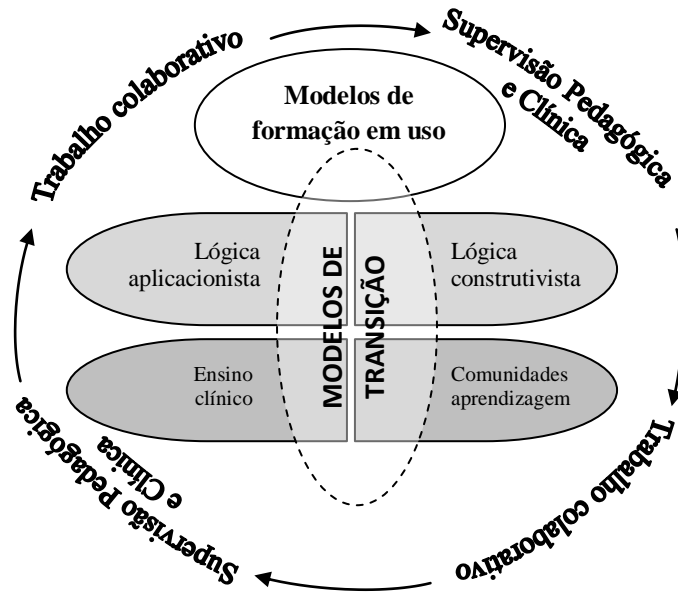 Trabalho colaborativo
Supervisão Pedagógica
e Clínica
Modelos de
formação em uso
Lógica
aplicacionista
Lógica
construtivista
MODELOS DE
TRANSIÇÃO
Ensino
clínico
Comunidades
aprendizagem
Supervisão Pedagógica
e Clínica
Trabalho colaborativo